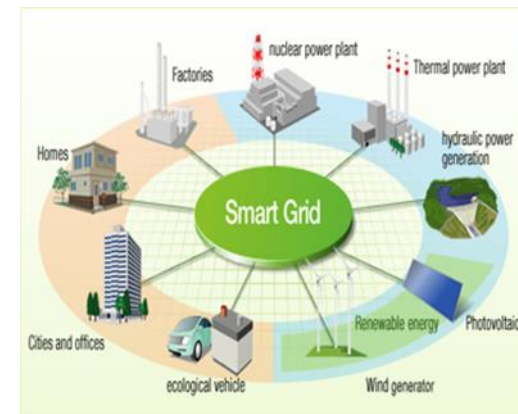 nuclear power plant
Factories
Thermal power plant
hydraulic power
generation
Homes
Smart Grid
Renewable energy
Photovoltaic
Cities and offices
ecological vehicle
Wind generator